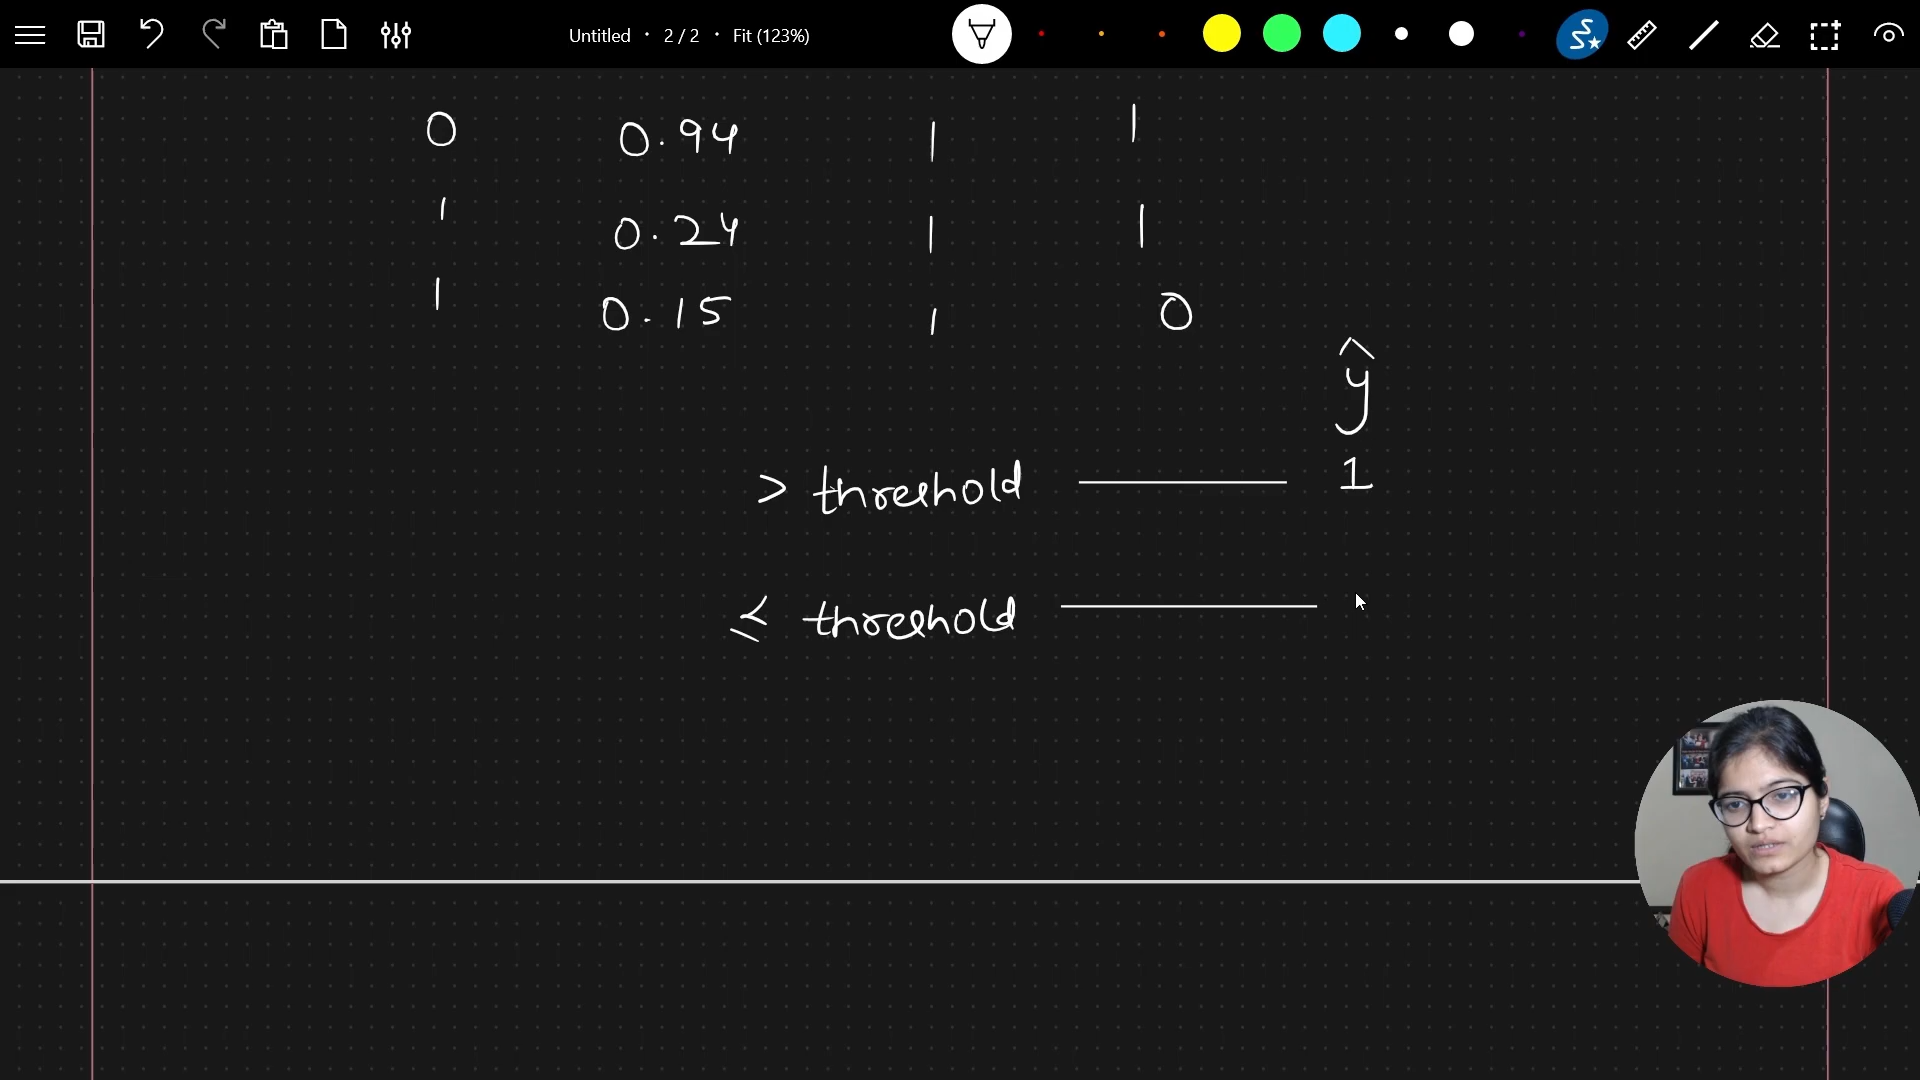 Untitled • 2 / 2 • Fit (123%)
0 0.94 1 1
1 0.24 1 1
1 0.15 1 0
ŷ
> threshold 1
≤ threshold